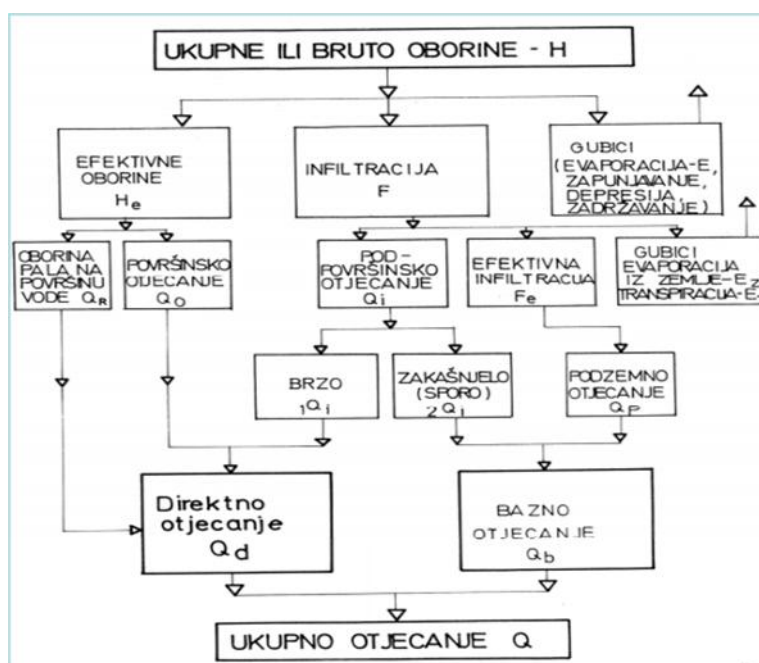 UKUPNE ILI BRUTO OBORINE - H
EFEKTIVNE
OBORINE
He
INFILTRACIJA
F
GUBICI
(EVAPORACIJA-E,
ZAPUNJAVANJE,
DEPRESIJA,
ZADRŽAVANJE)
OBORINA
PALA NA
POVRŠINU
VODE QR
POVRŠINSKO
OTJECANJE
QO
POD-
POVRŠINSKO
OTJECANJE
Qi
EFEKTIVNA
INFILTRACIJA
Fe
GUBICI
EVAPORACIJA
IZ ZEMLJE-EZ
TRANSPIRACIJA-E
BRZO
1Qi
ZAKAŠNJELO
(SPORO)
2Qi
PODZEMNO
OTJECANJE
QP
Direktno
otjecanje
Qd
BAZNO
OTJECANJE
Qb
UKUPNO OTJECANJE Q